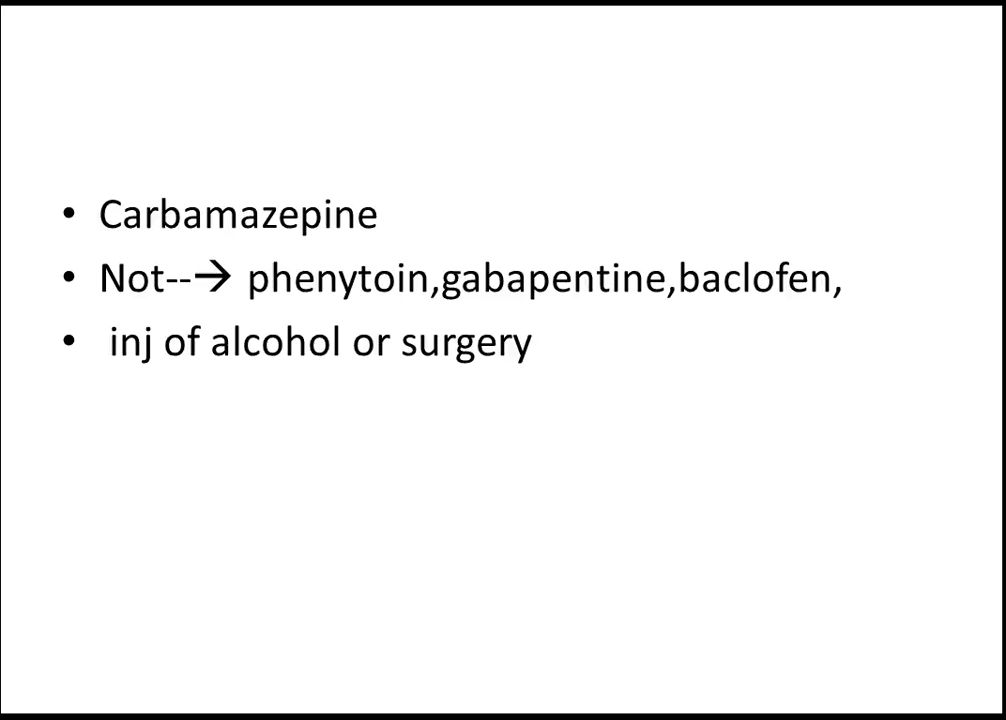 • Carbamazepine
• Not--→ phenytoin,gabapentine,baclofen,
• inj of alcohol or surgery